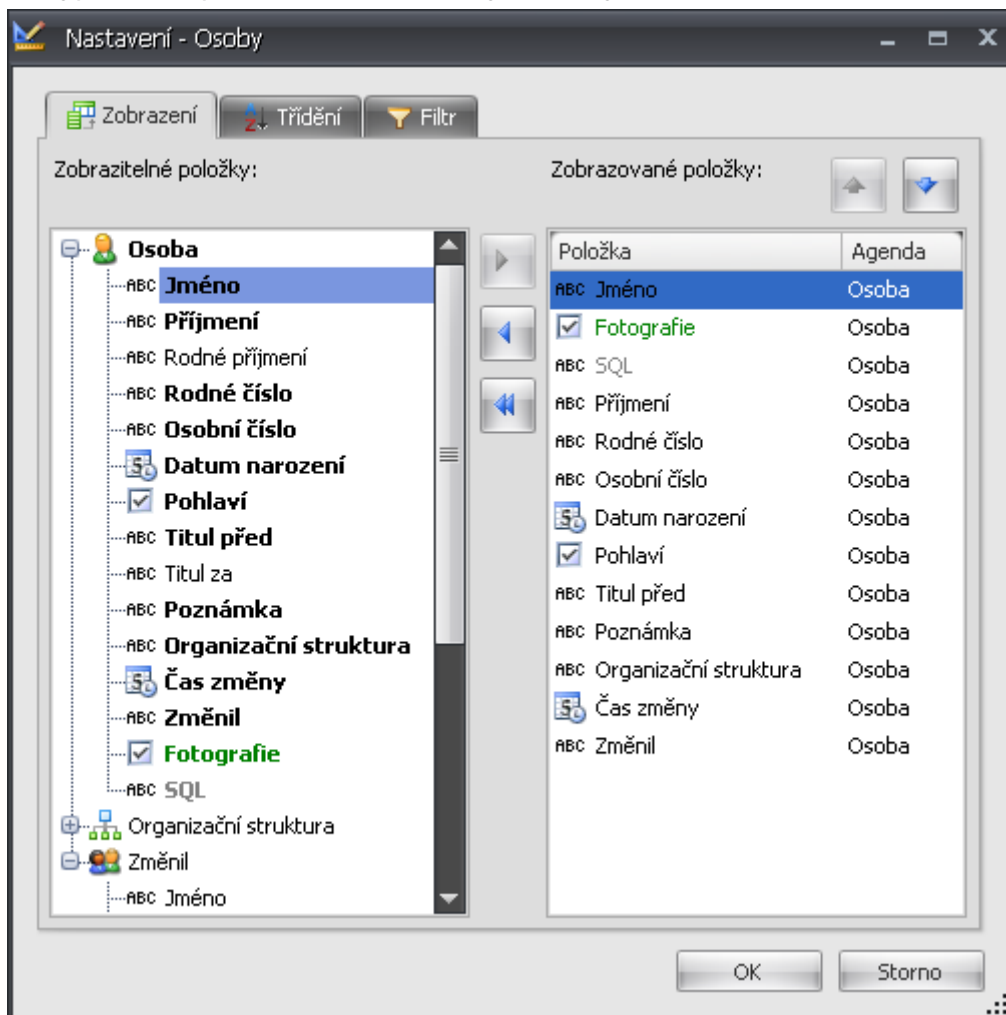 Nastavení - Osoby
Zobrazení
Třídění
Filtr
Zobrazitelné položky:
Zobrazované položky:
Osoba
ABC Jméno
ABC Příjmení
ABC Rodné příjmení
ABC Rodné číslo
ABC Osobní číslo
Datum narození
Pohlaví
ABC Titul před
ABC Titul za
ABC Poznámka
ABC Organizační struktura
Čas změny
ABC Změnil
Fotografie
ABC SQL
Organizační struktura
Změnil
ABC Jméno
Položka Agenda
ABC Jméno Osoba
Fotografie Osoba
ABC SQL Osoba
ABC Příjmení Osoba
ABC Rodné číslo Osoba
ABC Osobní číslo Osoba
Datum narození Osoba
Pohlaví Osoba
ABC Titul před Osoba
ABC Poznámka Osoba
ABC Organizační struktura Osoba
Čas změny Osoba
ABC Změnil Osoba
OK
Storno